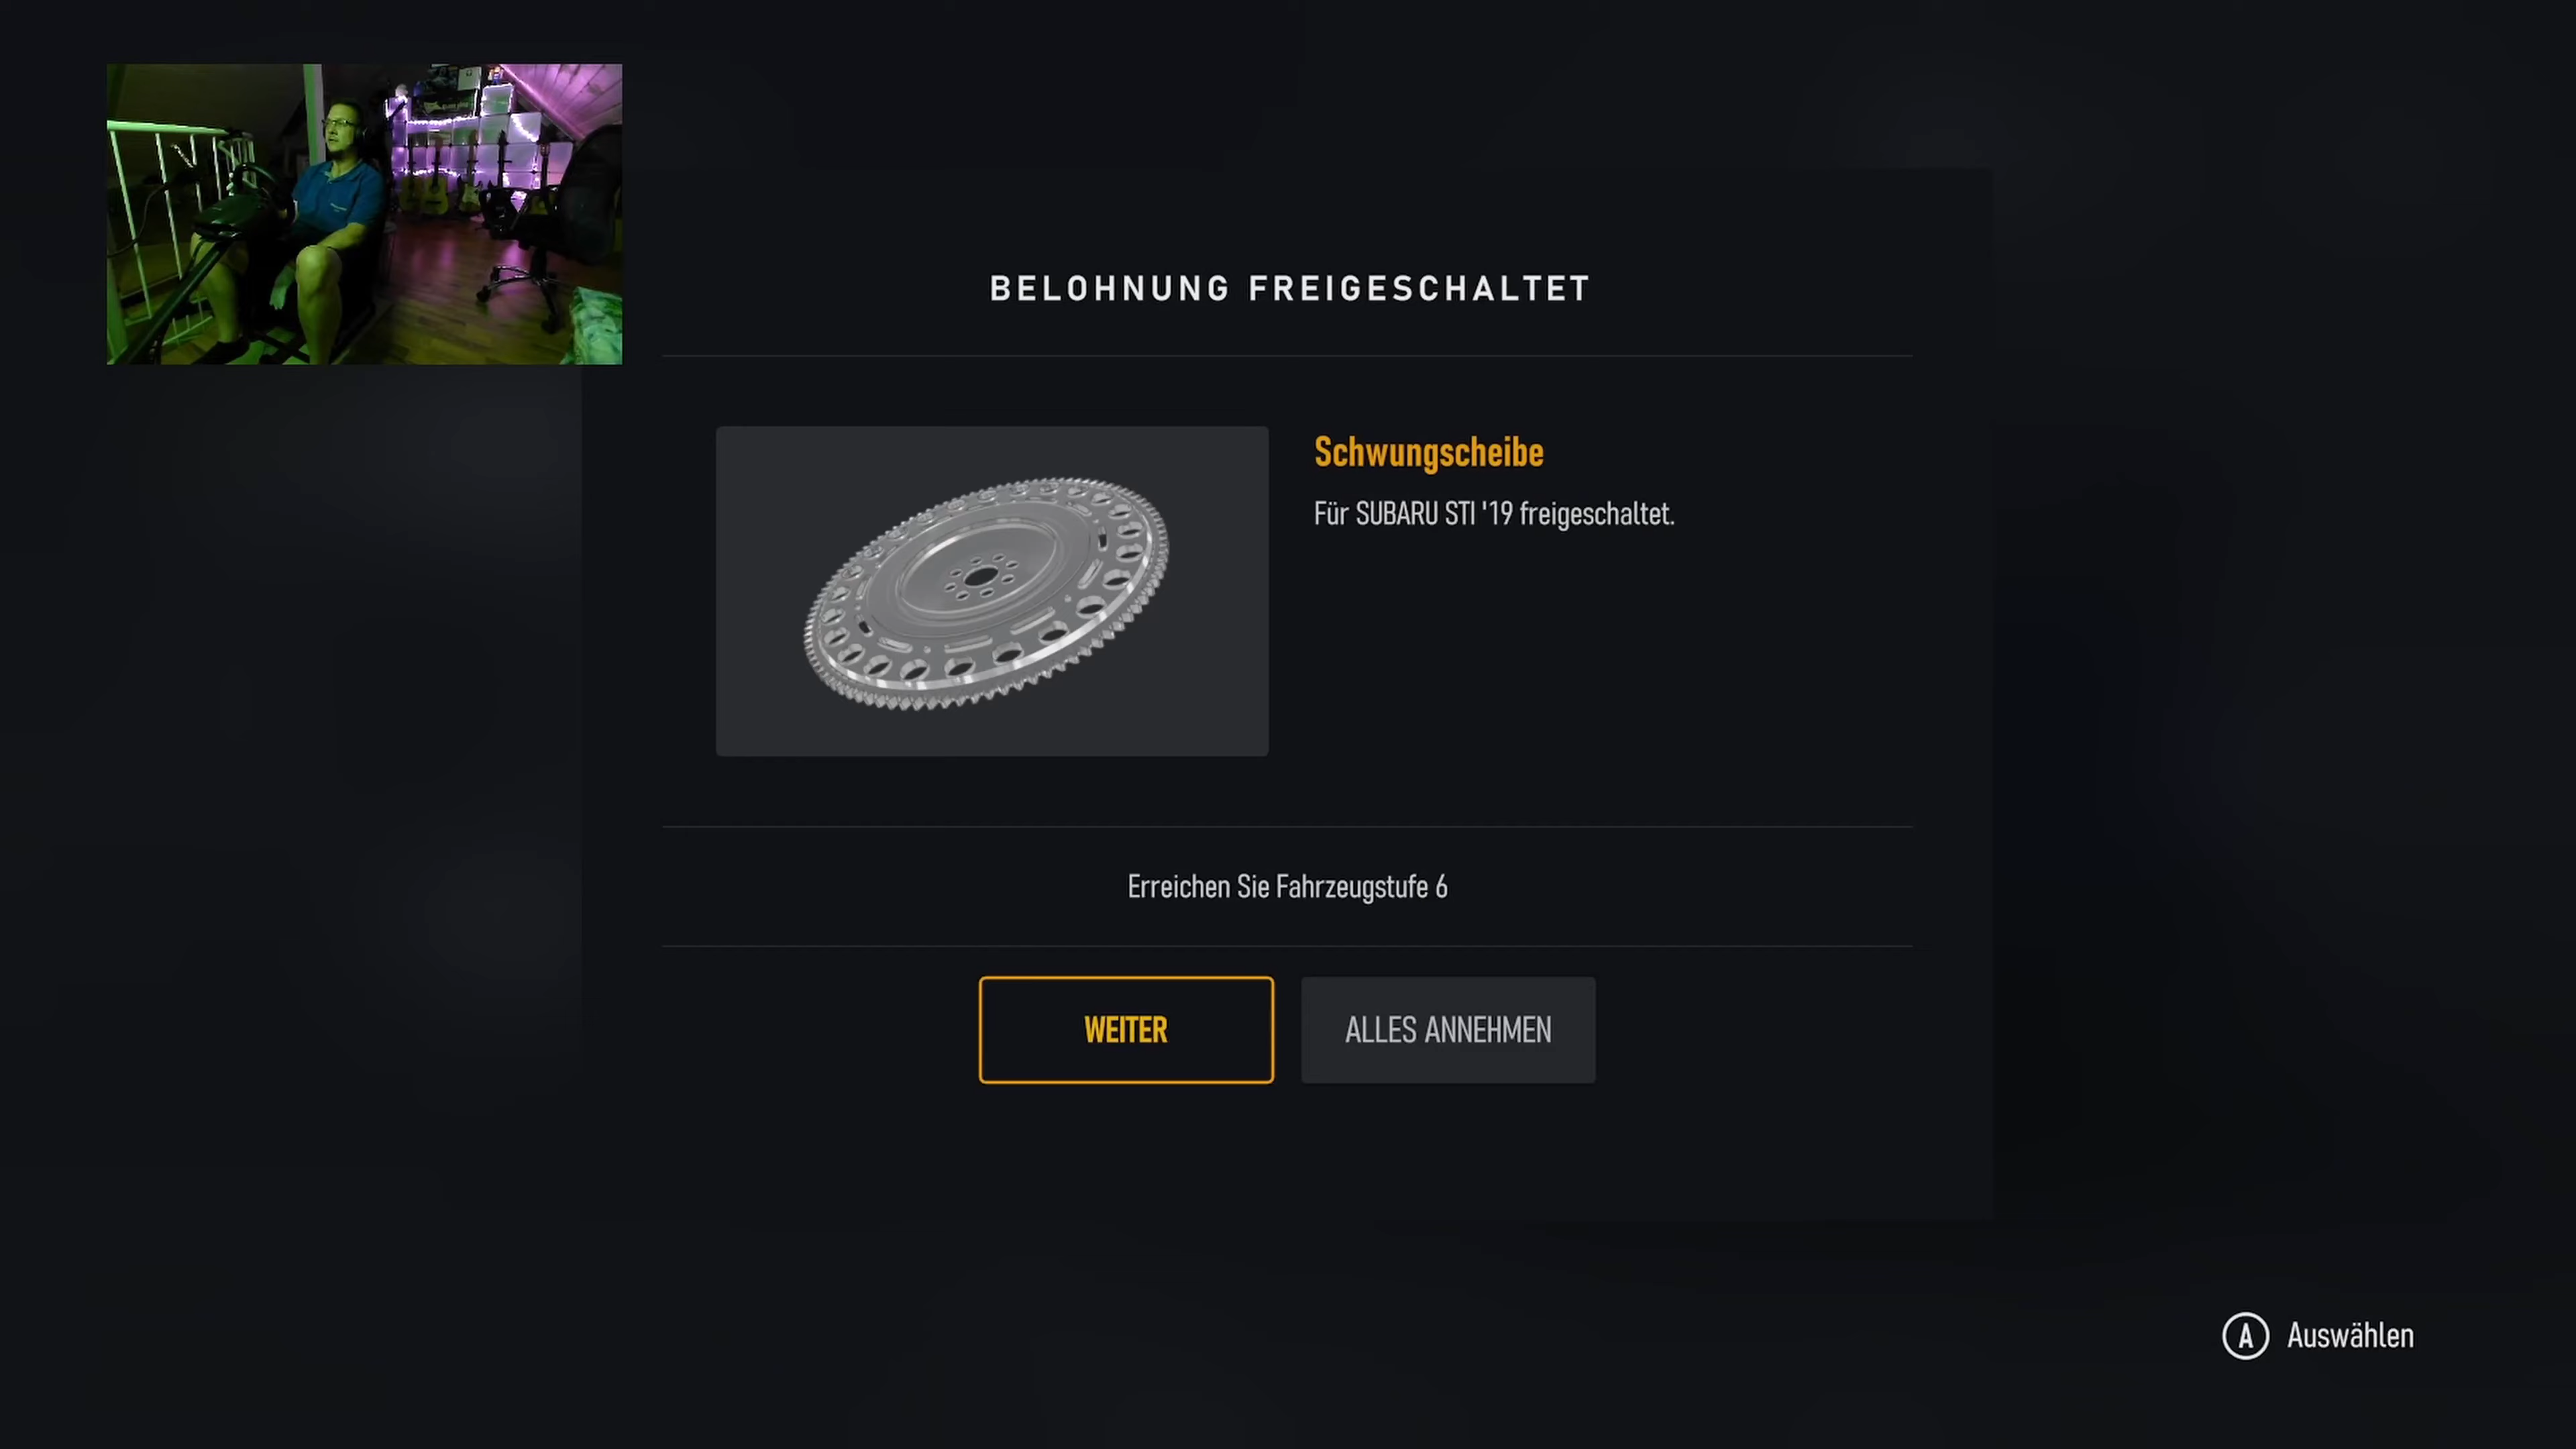 BELOHNUNG FREIGESCHALTET
Schwungscheibe
Für SUBARU STI '19 freigeschaltet.
Erreichen Sie Fahrzeugstufe 6
WEITER
ALLES ANNEHMEN
A Auswählen